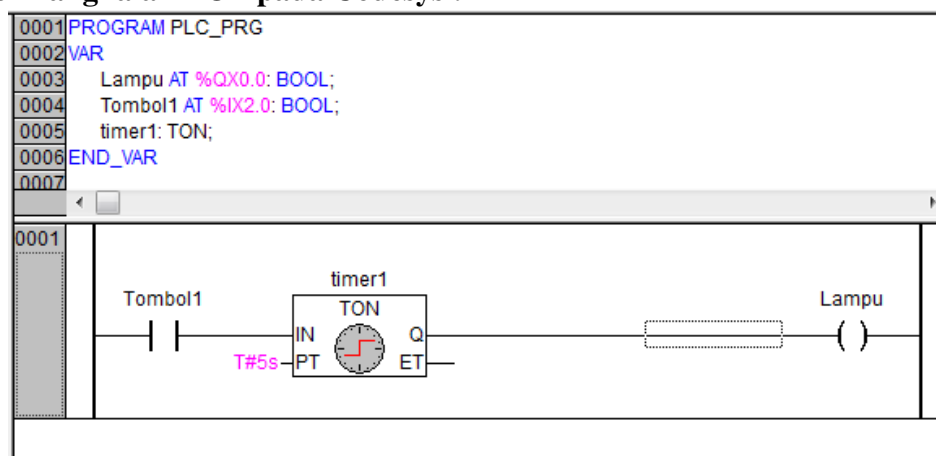 0001 PROGRAM PLC_PRG
0002 VAR
0003 Lampu AT %QX0.0: BOOL;
0004 Tombol1 AT %IX2.0: BOOL;
0005 timer1: TON;
0006 END_VAR
0007
0001
timer1
Tombol1
TON
Lampu
IN
Q
T#5s
PT
ET